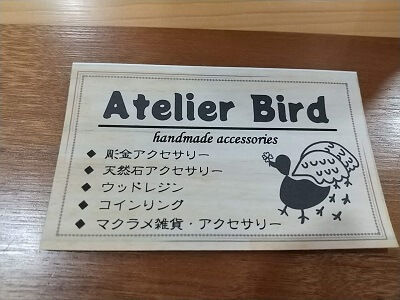 Atelier Bird
handmade accessories
◆ 彫金アクセサリー
◆ 天然石アクセサリー
◆ ウッドレジン
◆ コインリング
◆ マクラメ雑貨・アクセサリー